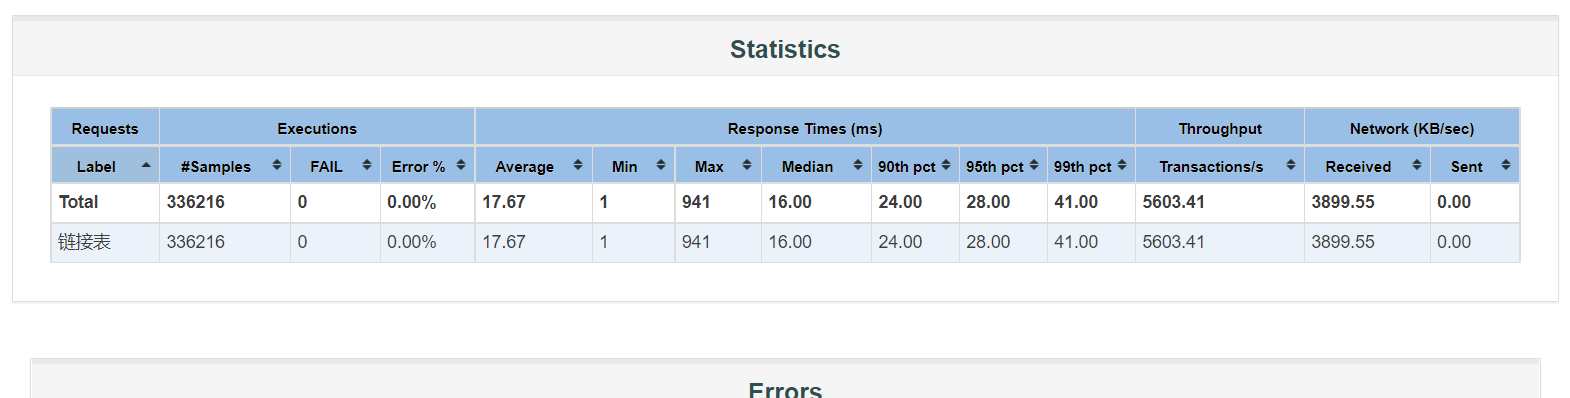 Statistics
Requests Executions Response Times (ms) Throughput Network (KB/sec)
Label #Samples FAIL Error % Average Min Max Median 90th pct 95th pct 99th pct Transactions/s Received Sent
Total 336216 0 0.00% 17.67 1 941 16.00 24.00 28.00 41.00 5603.41 3899.55 0.00
链接表 336216 0 0.00% 17.67 1 941 16.00 24.00 28.00 41.00 5603.41 3899.55 0.00
Errors